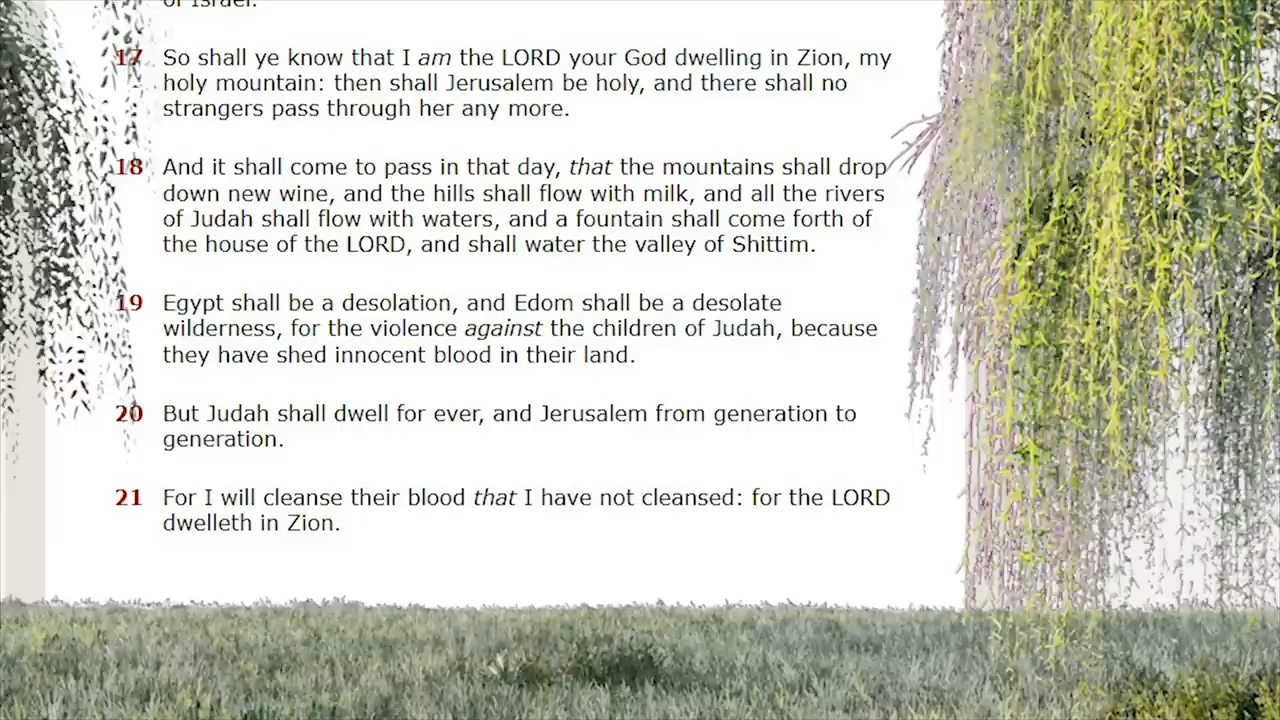 of Israel.
17 So shall ye know that I am the LORD your God dwelling in Zion, my
holy mountain: then shall Jerusalem be holy, and there shall no
strangers pass through her any more.
18 And it shall come to pass in that day, that the mountains shall drop
down new wine, and the hills shall flow with milk, and all the rivers
of Judah shall flow with waters, and a fountain shall come forth of
the house of the LORD, and shall water the valley of Shittim.
19 Egypt shall be a desolation, and Edom shall be a desolate
wilderness, for the violence against the children of Judah, because
they have shed innocent blood in their land.
20 But Judah shall dwell for ever, and Jerusalem from generation to
generation.
21 For I will cleanse their blood that I have not cleansed: for the LORD
dwelleth in Zion.